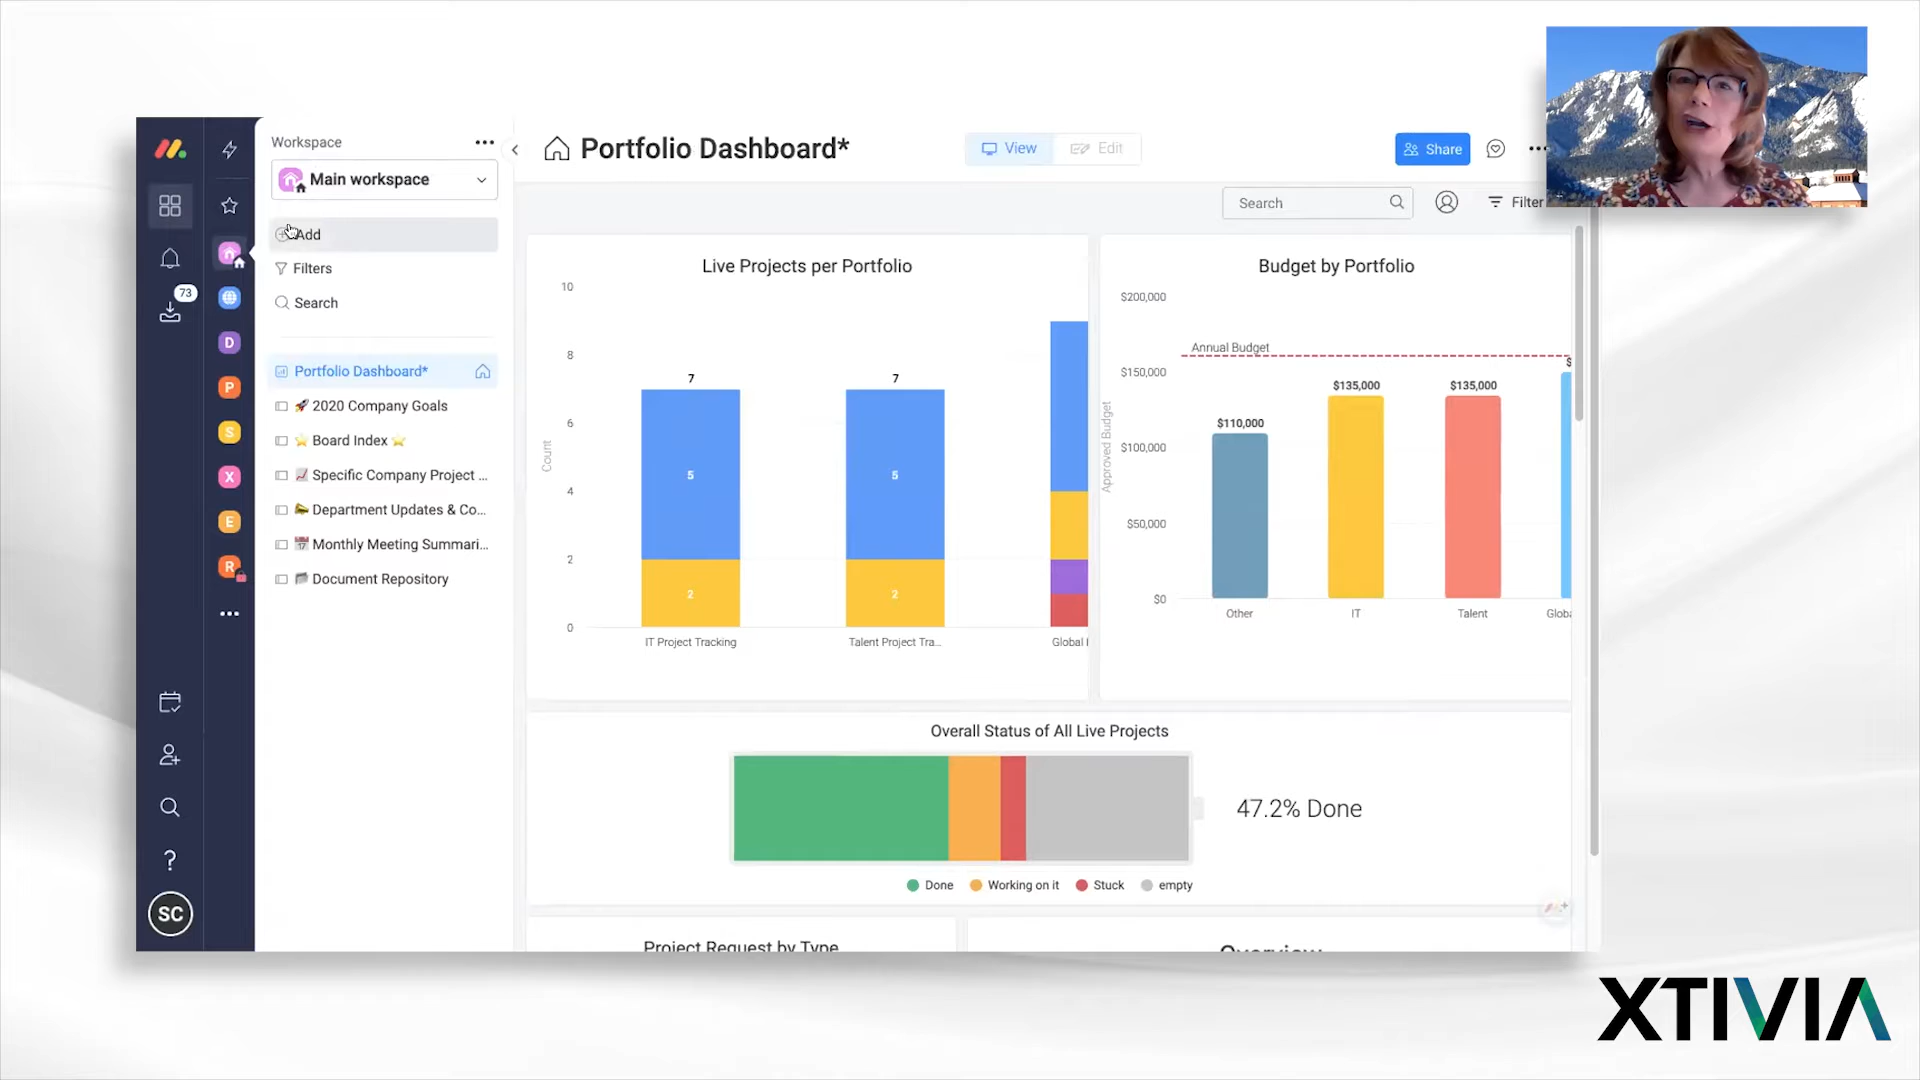 Workspace
Main workspace
Add
Filters
Search
73
D
P
S
X
E
R
?
SC
Portfolio Dashboard*
🚀 2020 Company Goals
⭐ Board Index ⭐
📈 Specific Company Project ...
Department Updates & Co...
📅 Monthly Meeting Summari...
Document Repository
Portfolio Dashboard*
View
Edit
Share
Search
Filter
Live Projects per Portfolio
10
8
6
4
2
0
Count
7
5
2
7
5
2
IT Project Tracking
Talent Project Tra...
Global
Budget by Portfolio
$200,000
$150,000
$100,000
$50,000
$0
Approved Budget
Annual Budget
$110,000
$135,000
$135,000
$
Other
IT
Talent
Globa
Overall Status of All Live Projects
47.2% Done
Done
Working on it
Stuck
empty
Project Request by Type
Overview
XTIVIA